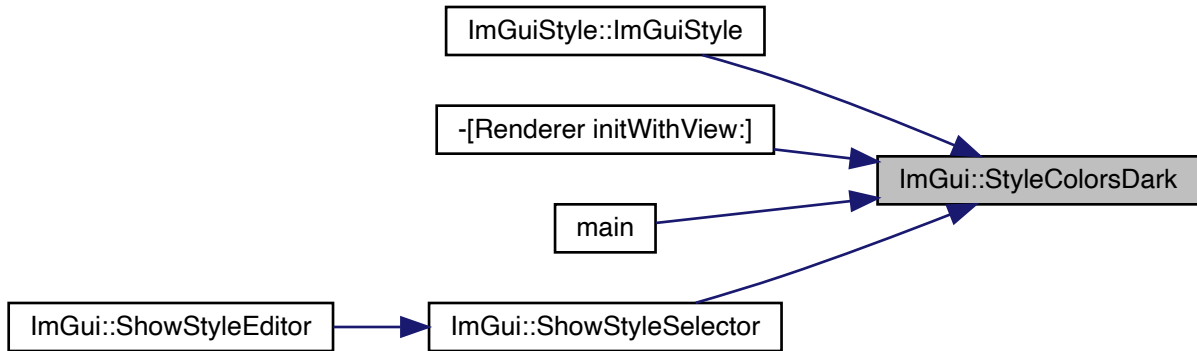 ImGuiStyle::ImGuiStyle
-[Renderer initWithView:]
ImGui::StyleColorsDark
main
ImGui::ShowStyleEditor
ImGui::ShowStyleSelector